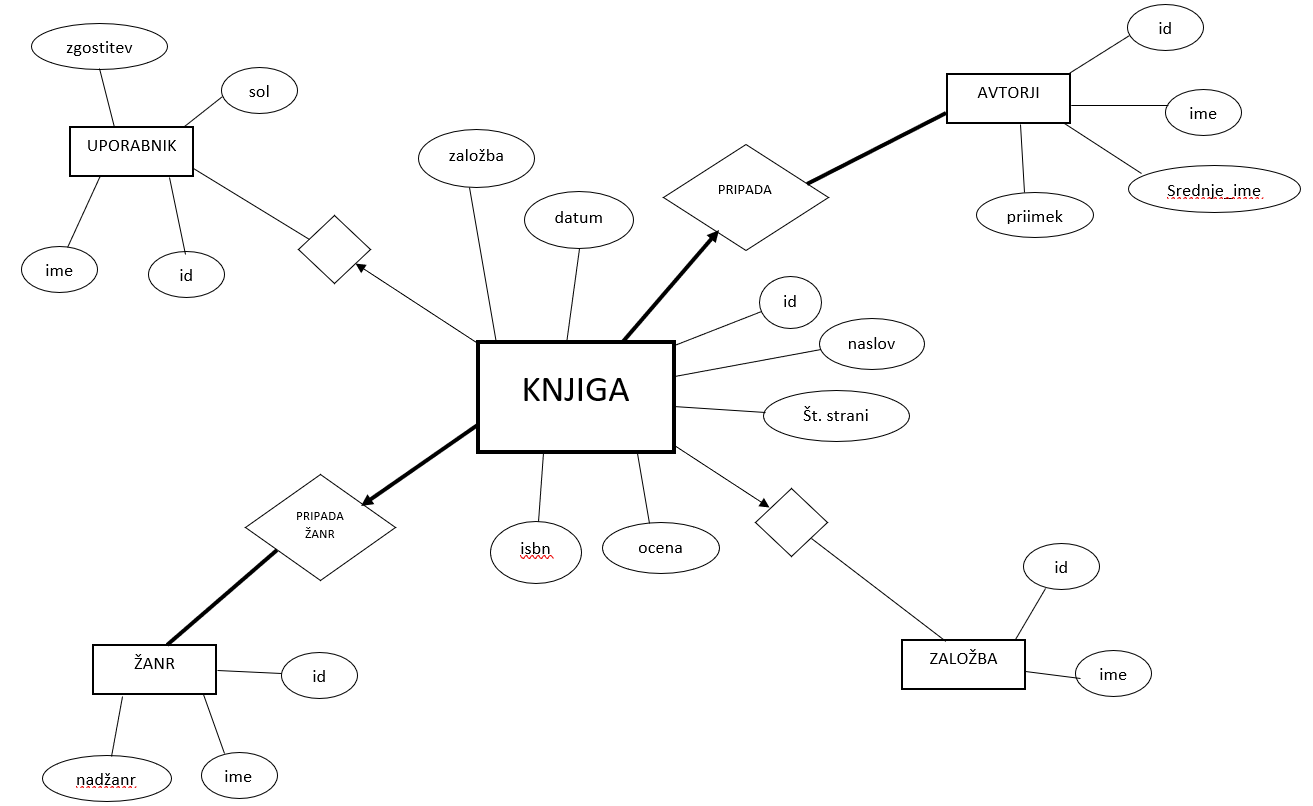 zgostitev
sol
UPORABNIK
ime
id
založba
datum
PRIPADA
AVTORJI
id
ime
Srednje_ime
priimek
KNJIGA
id
naslov
Št. strani
isbn
ocena
PRIPADA
ŽANR
ŽANR
id
nadžanr
ime
ZALOŽBA
id
ime